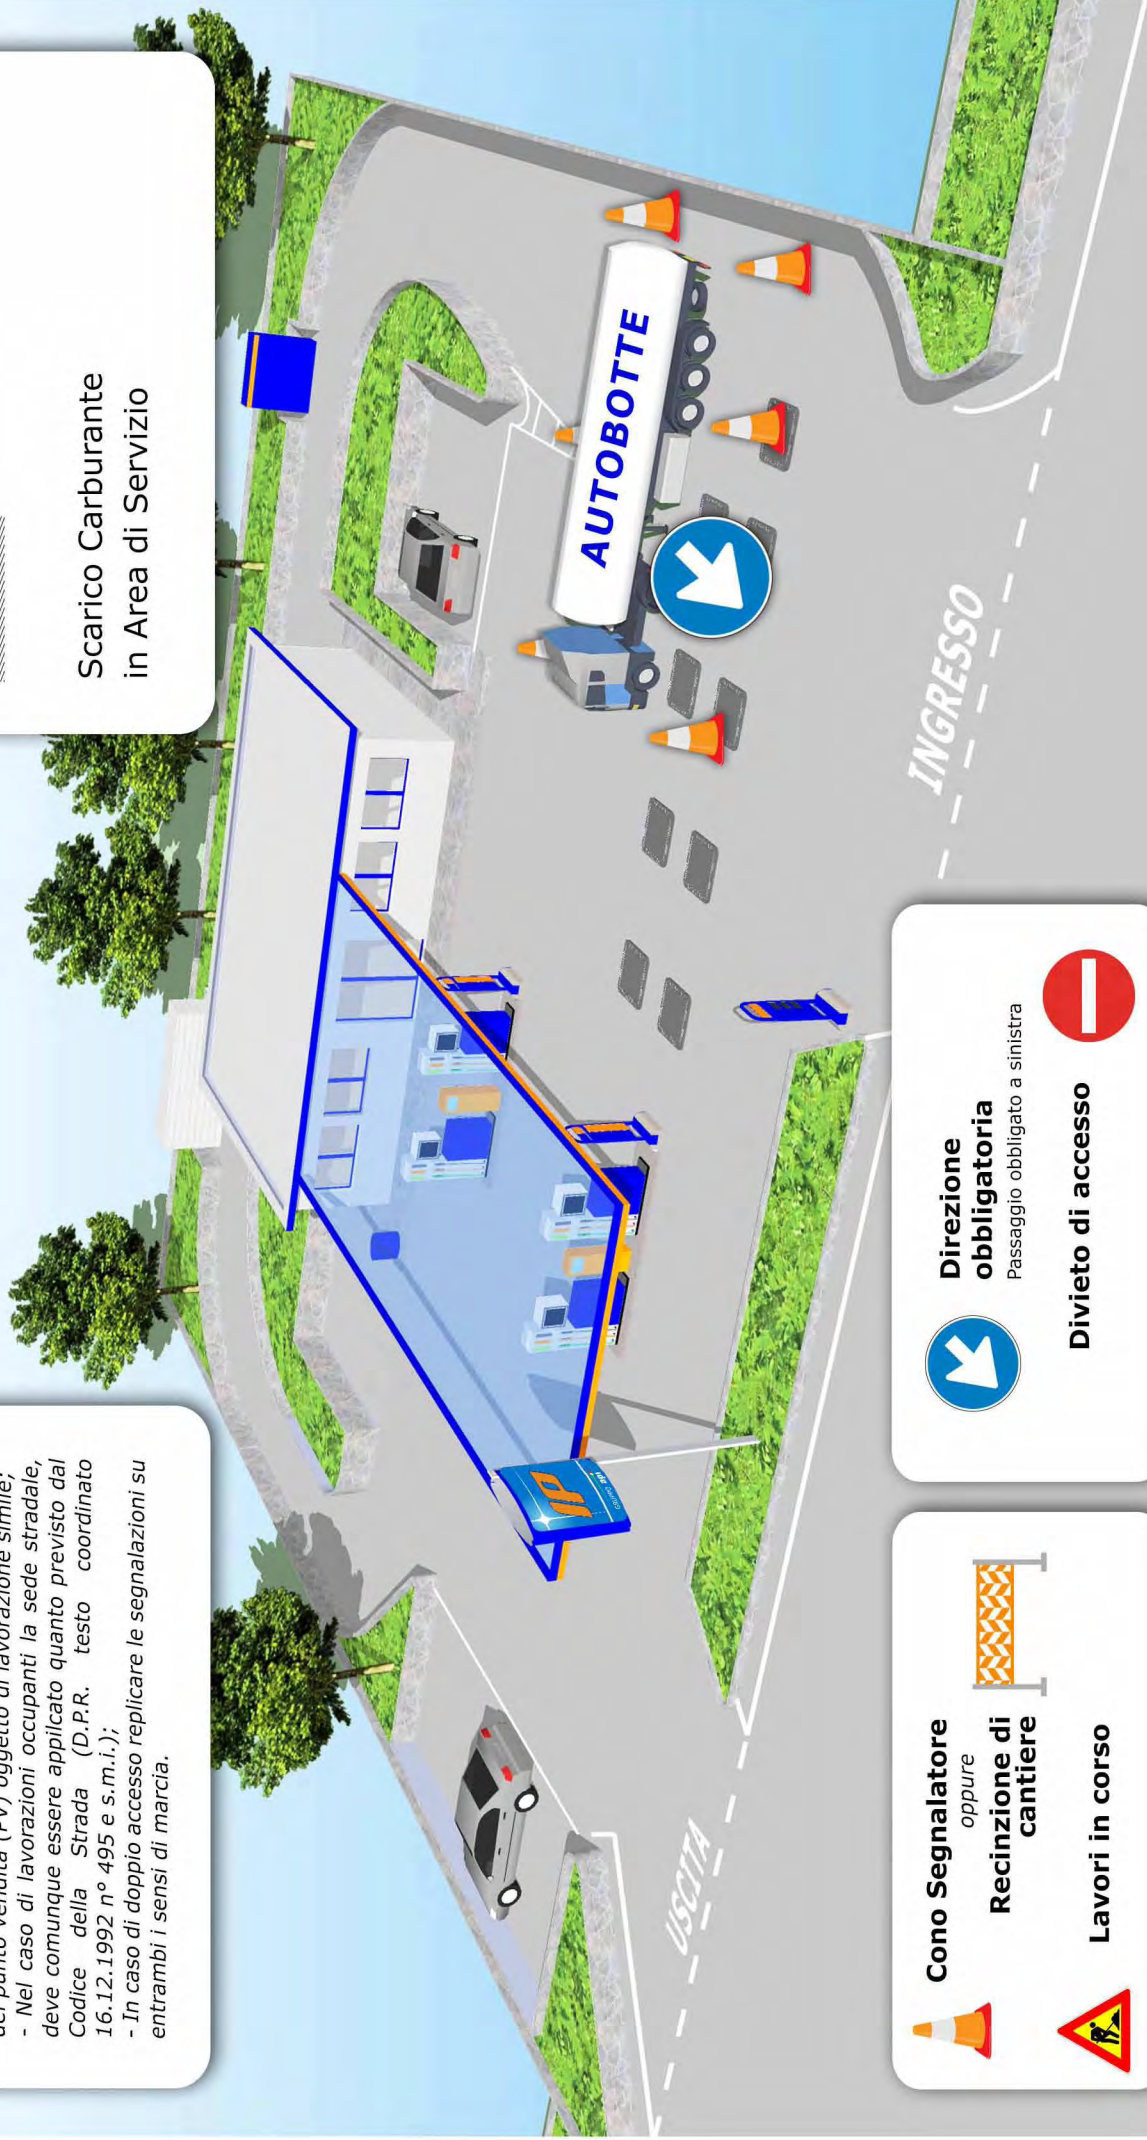 - Nel caso di lavorazioni occupanti la sede stradale,
deve comunque essere appilcato quanto previsto dal
Codice della Strada (D.P.R. testo coordinato
16.12.1992 n° 495 e s.m.i.);
- In caso di doppio accesso replicare le segnalazioni su
entrambi i sensi di marcia.
Scarico Carburante
in Area di Servizio
AUTOBOTTE
IP
GRUPPO api
USCITA
INGRESSO
Cono Segnalatore
oppure
Recinzione di
cantiere
Lavori in corso
Direzione
obbligatoria
Passaggio obbligato a sinistra
Divieto di accesso